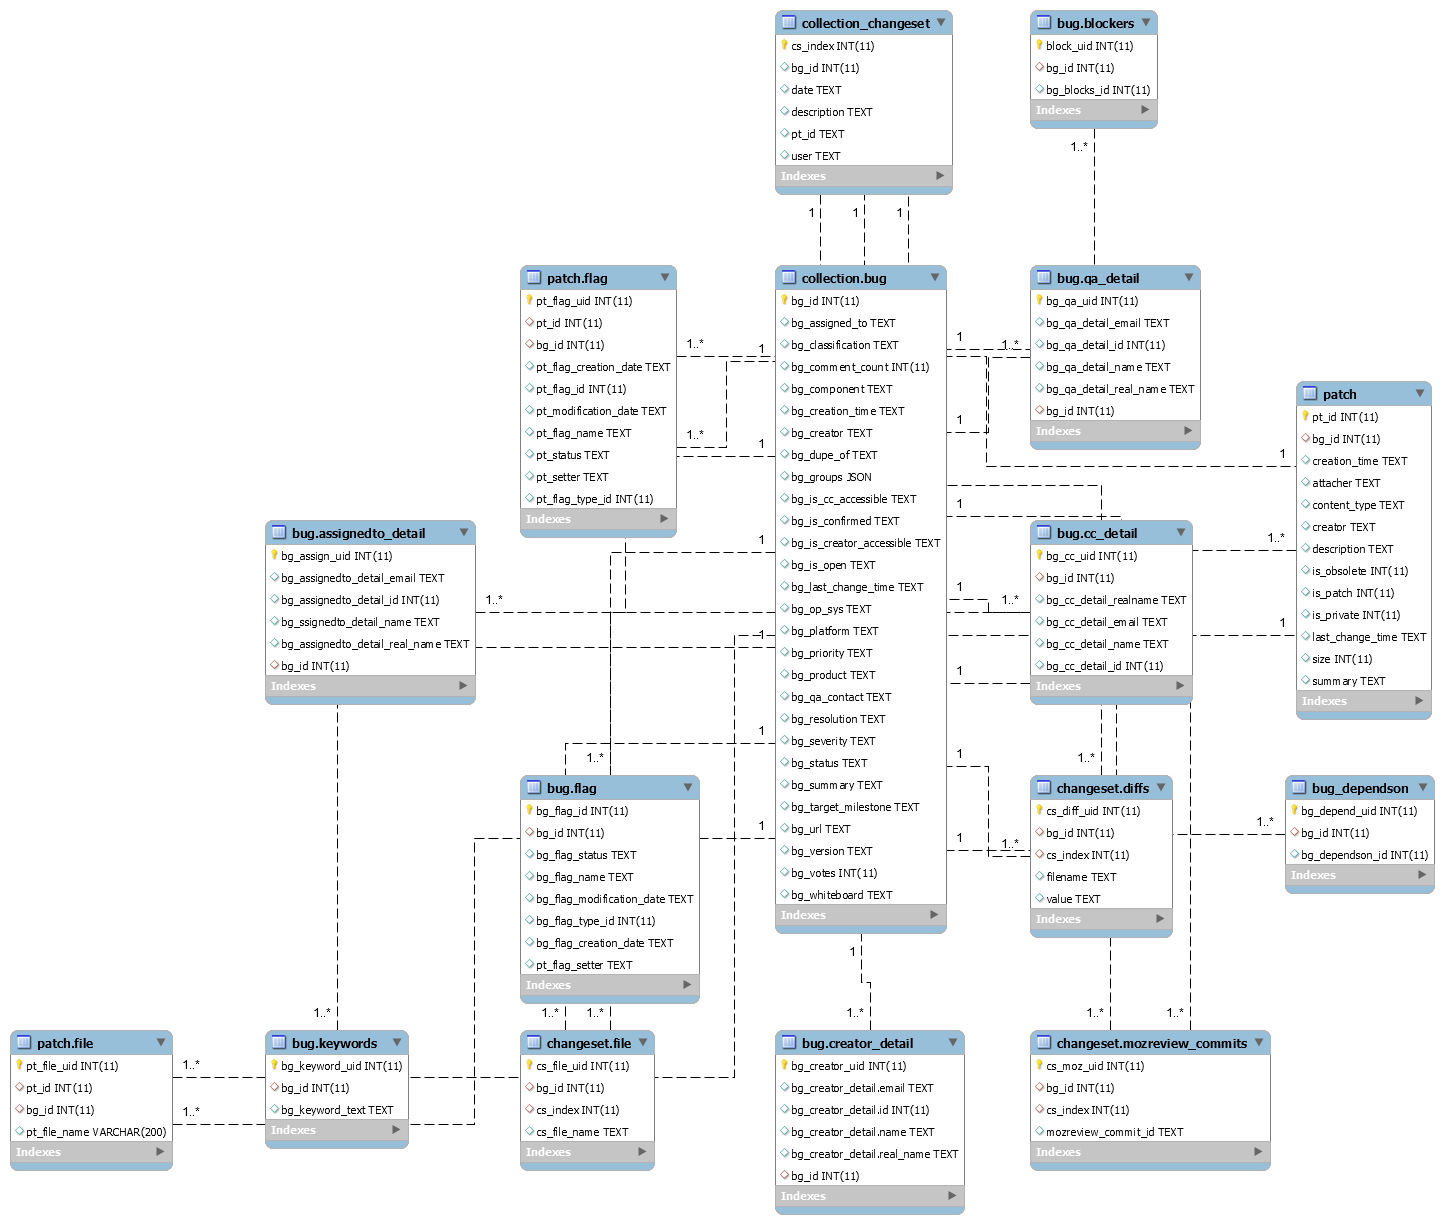 collection_changeset
cs_index INT(11)
bg_id INT(11)
date TEXT
description TEXT
pt_id TEXT
user TEXT
Indexes
bug.blockers
block_uid INT(11)
bg_id INT(11)
bg_blocks_id INT(11)
Indexes
1..*
1
1
1
patch.flag
pt_flag_uid INT(11)
pt_id INT(11)
bg_id INT(11)
pt_flag_creation_date TEXT
pt_flag_id INT(11)
pt_modification_date TEXT
pt_flag_name TEXT
pt_status TEXT
pt_setter TEXT
pt_flag_type_id INT(11)
Indexes
1..*
1
1..*
1
1
collection.bug
bg_id INT(11)
bg_assigned_to TEXT
bg_classification TEXT
bg_comment_count INT(11)
bg_component TEXT
bg_creation_time TEXT
bg_creator TEXT
bg_dupe_of TEXT
bg_groups JSON
bg_is_cc_accessible TEXT
bg_is_confirmed TEXT
bg_is_creator_accessible TEXT
bg_is_open TEXT
bg_last_change_time TEXT
bg_op_sys TEXT
bg_platform TEXT
bg_priority TEXT
bg_product TEXT
bg_qa_contact TEXT
bg_resolution TEXT
bg_severity TEXT
bg_status TEXT
bg_summary TEXT
bg_target_milestone TEXT
bg_url TEXT
bg_version TEXT
bg_votes INT(11)
bg_whiteboard TEXT
Indexes
1
1..*
1
1
1
1..*
1
1
1
1..*
bug.qa_detail
bg_qa_uid INT(11)
bg_qa_detail_email TEXT
bg_qa_detail_id INT(11)
bg_qa_detail_name TEXT
bg_qa_detail_real_name TEXT
bg_id INT(11)
Indexes
patch
pt_id INT(11)
bg_id INT(11)
creation_time TEXT
attacher TEXT
content_type TEXT
creator TEXT
description TEXT
is_obsolete INT(11)
is_patch INT(11)
is_private INT(11)
last_change_time TEXT
size INT(11)
summary TEXT
Indexes
1
1..*
1
bug.assignedto_detail
bg_assign_uid INT(11)
bg_assignedto_detail_email TEXT
bg_assignedto_detail_id INT(11)
bg_ssignedto_detail_name TEXT
bg_assignedto_detail_real_name TEXT
bg_id INT(11)
Indexes
1..*
1
1
1..*
1
bug.cc_detail
bg_cc_uid INT(11)
bg_id INT(11)
bg_cc_detail_realname TEXT
bg_cc_detail_email TEXT
bg_cc_detail_name TEXT
bg_cc_detail_id INT(11)
Indexes
1..*
bug.flag
bg_flag_id INT(11)
bg_id INT(11)
bg_flag_status TEXT
bg_flag_name TEXT
bg_flag_modification_date TEXT
bg_flag_type_id INT(11)
bg_flag_creation_date TEXT
pt_flag_setter TEXT
Indexes
changeset.diffs
cs_diff_uid INT(11)
bg_id INT(11)
cs_index INT(11)
filename TEXT
value TEXT
Indexes
1..*
bug_dependson
bg_depend_uid INT(11)
bg_id INT(11)
bg_dependson_id INT(11)
Indexes
1..*
1..*
1..*
1
1..*
1..*
1..*
patch.file
pt_file_uid INT(11)
pt_id INT(11)
bg_id INT(11)
pt_file_name VARCHAR(200)
Indexes
1..*
1..*
bug.keywords
bg_keyword_uid INT(11)
bg_id INT(11)
bg_keyword_text TEXT
Indexes
changeset.file
cs_file_uid INT(11)
bg_id INT(11)
cs_index INT(11)
cs_file_name TEXT
Indexes
bug.creator_detail
bg_creator_uid INT(11)
bg_creator_detail.email TEXT
bg_creator_detail.id INT(11)
bg_creator_detail.name TEXT
bg_creator_detail.real_name TEXT
bg_id INT(11)
Indexes
changeset.mozreview_commits
cs_moz_uid INT(11)
bg_id INT(11)
cs_index INT(11)
mozreview_commit_id TEXT
Indexes